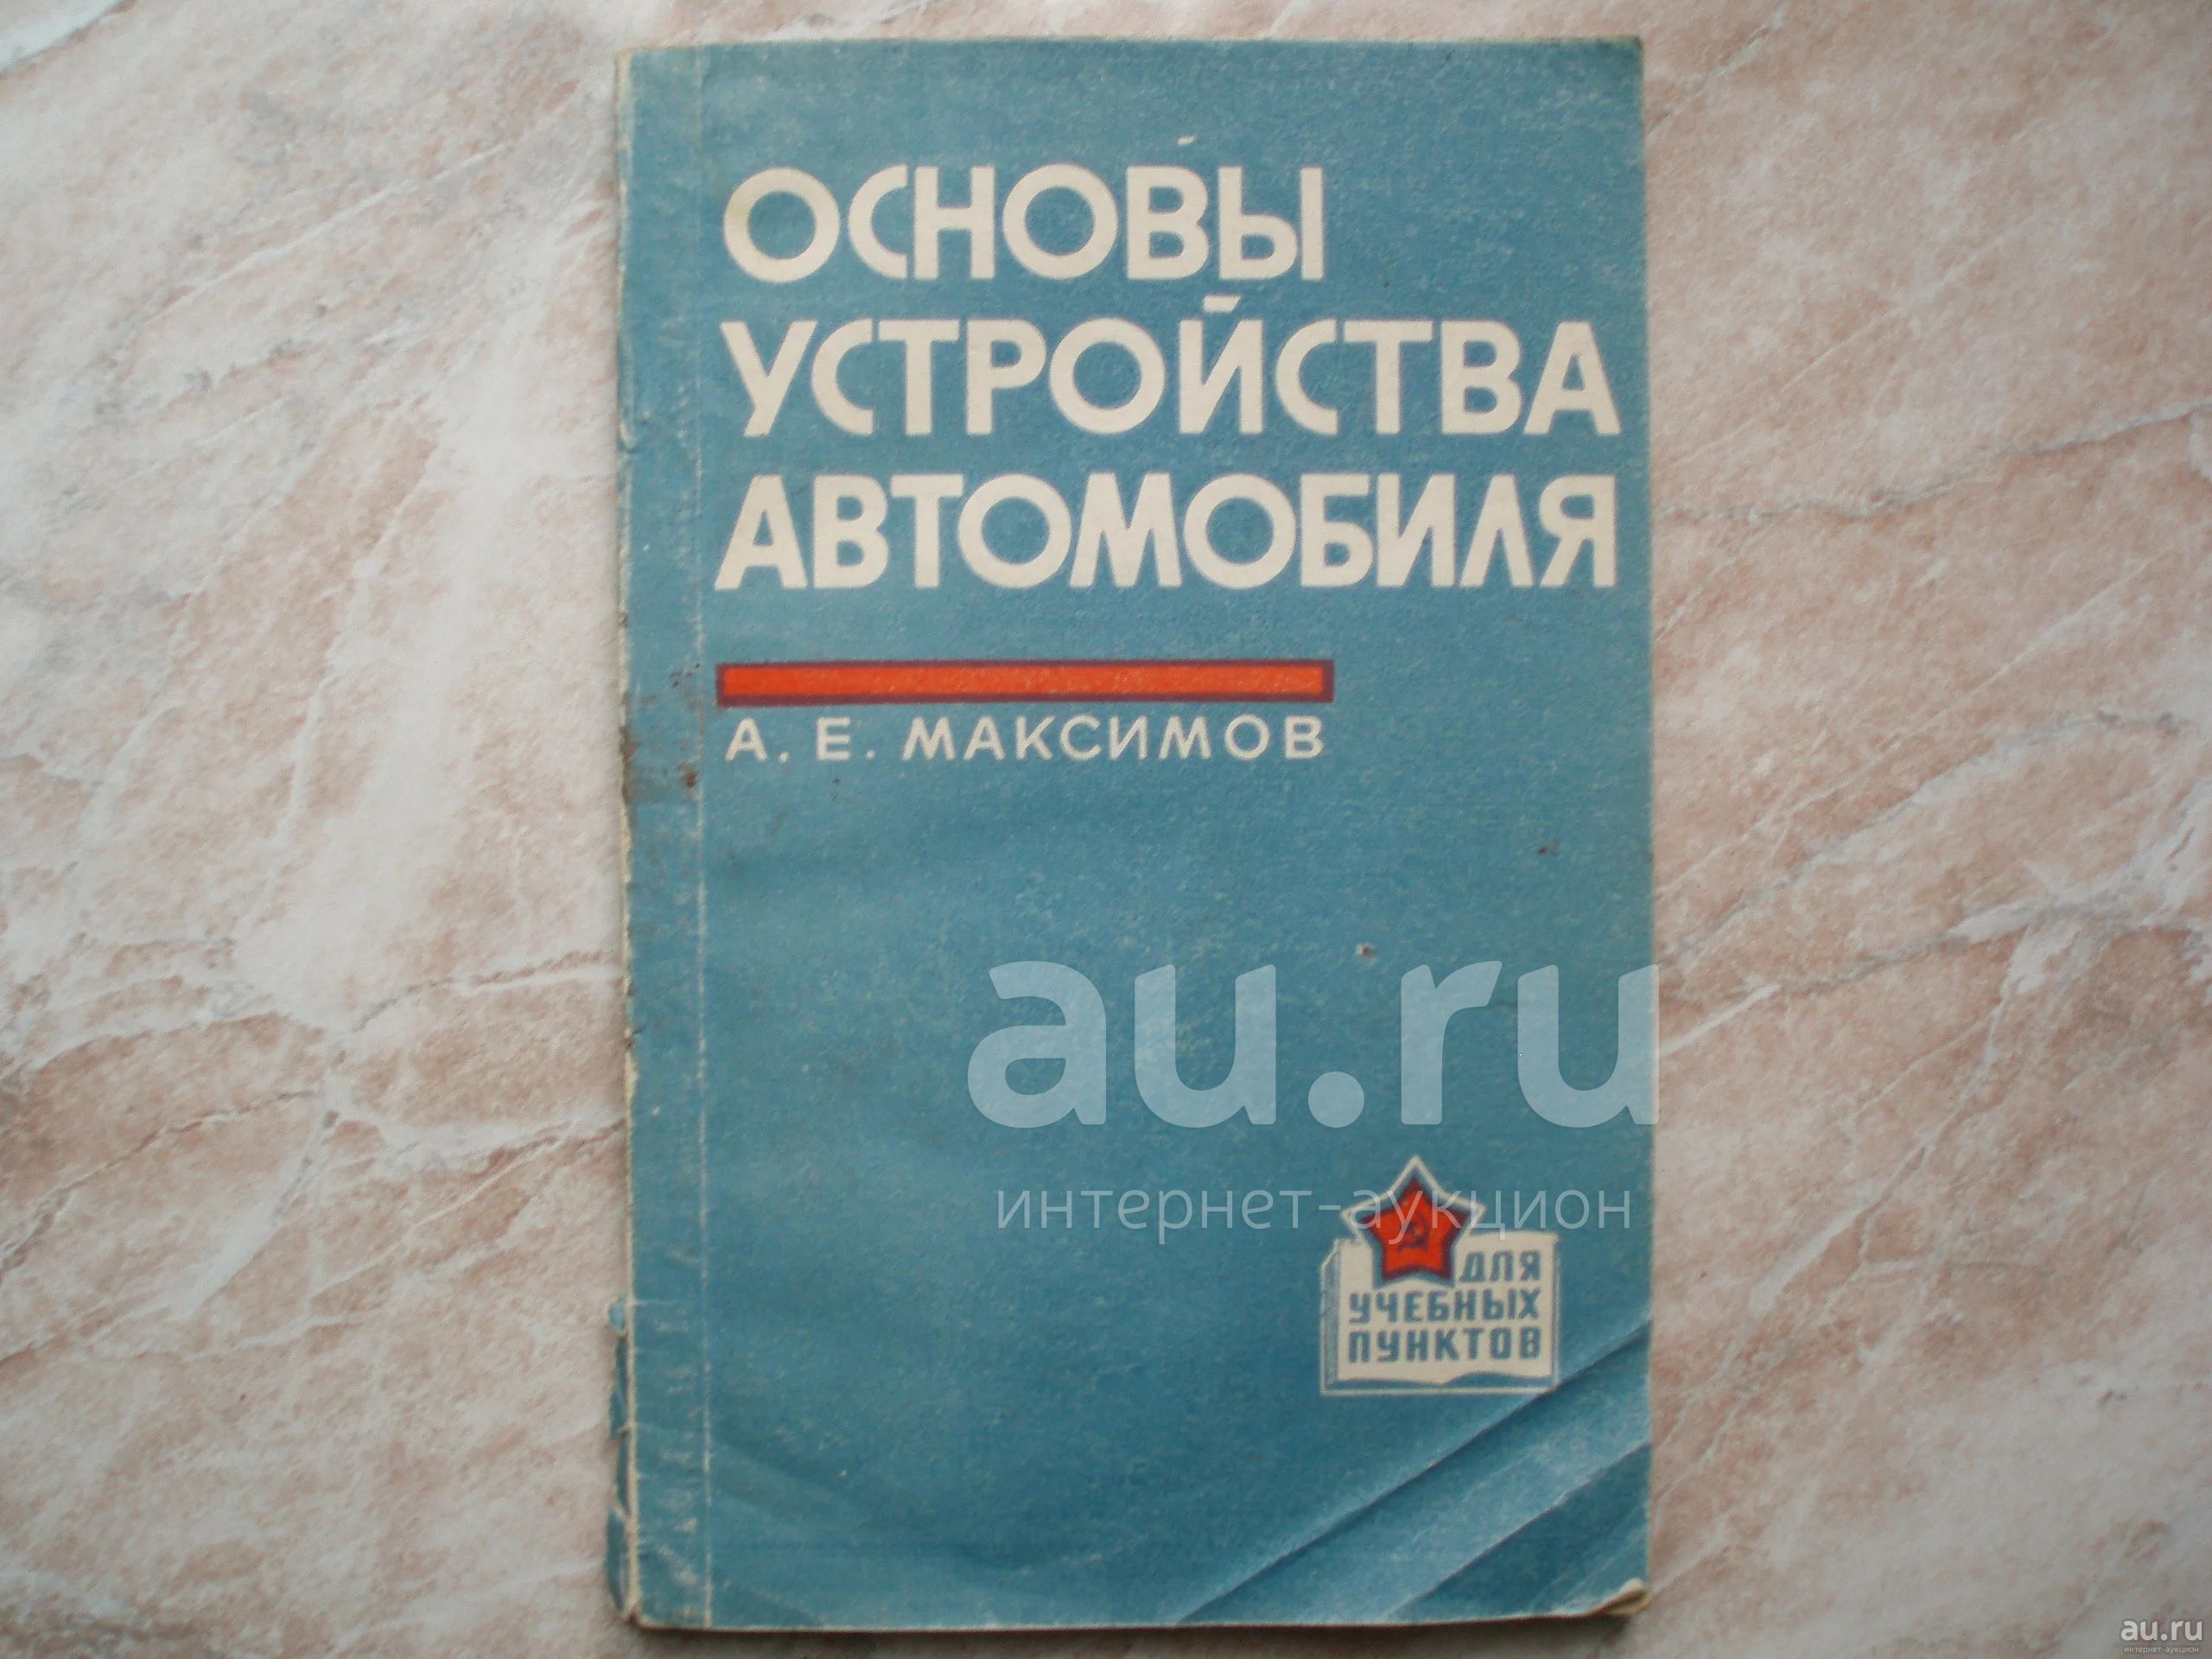 ОСНОВЫ
УСТРОЙСТВА
АВТОМОБИЛЯ
А. Е. МАКСИМОВ
au.ru
интернет-аукцион
ДЛЯ
УЧЕБНЫХ
ПУНКТОВ
au.ru
интернет-аукцион